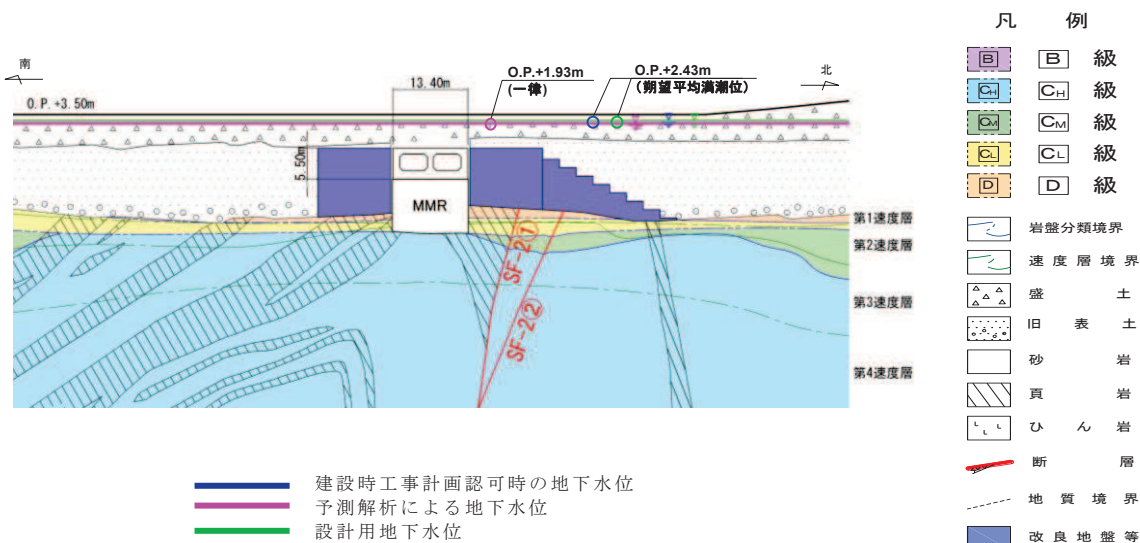 南
O.P. +3.50m
13.40m
O.P.+1.93m
(一律)
O.P.+2.43m
(朔望平均満潮位)
北
5.50m
MMR
SF-2①
SF-2②
第1速度層
第2速度層
第3速度層
第4速度層
凡 例
B B 級
CH CH 級
CM CM 級
CL CL 級
D D 級
岩盤分類境界
速度層境界
盛 土
旧 表 土
砂 岩
頁 岩
ひ ん 岩
断 層
地 質 境 界
改 良 地 盤 等
建設時工事計画認可時の地下水位
予測解析による地下水位
設計用地下水位